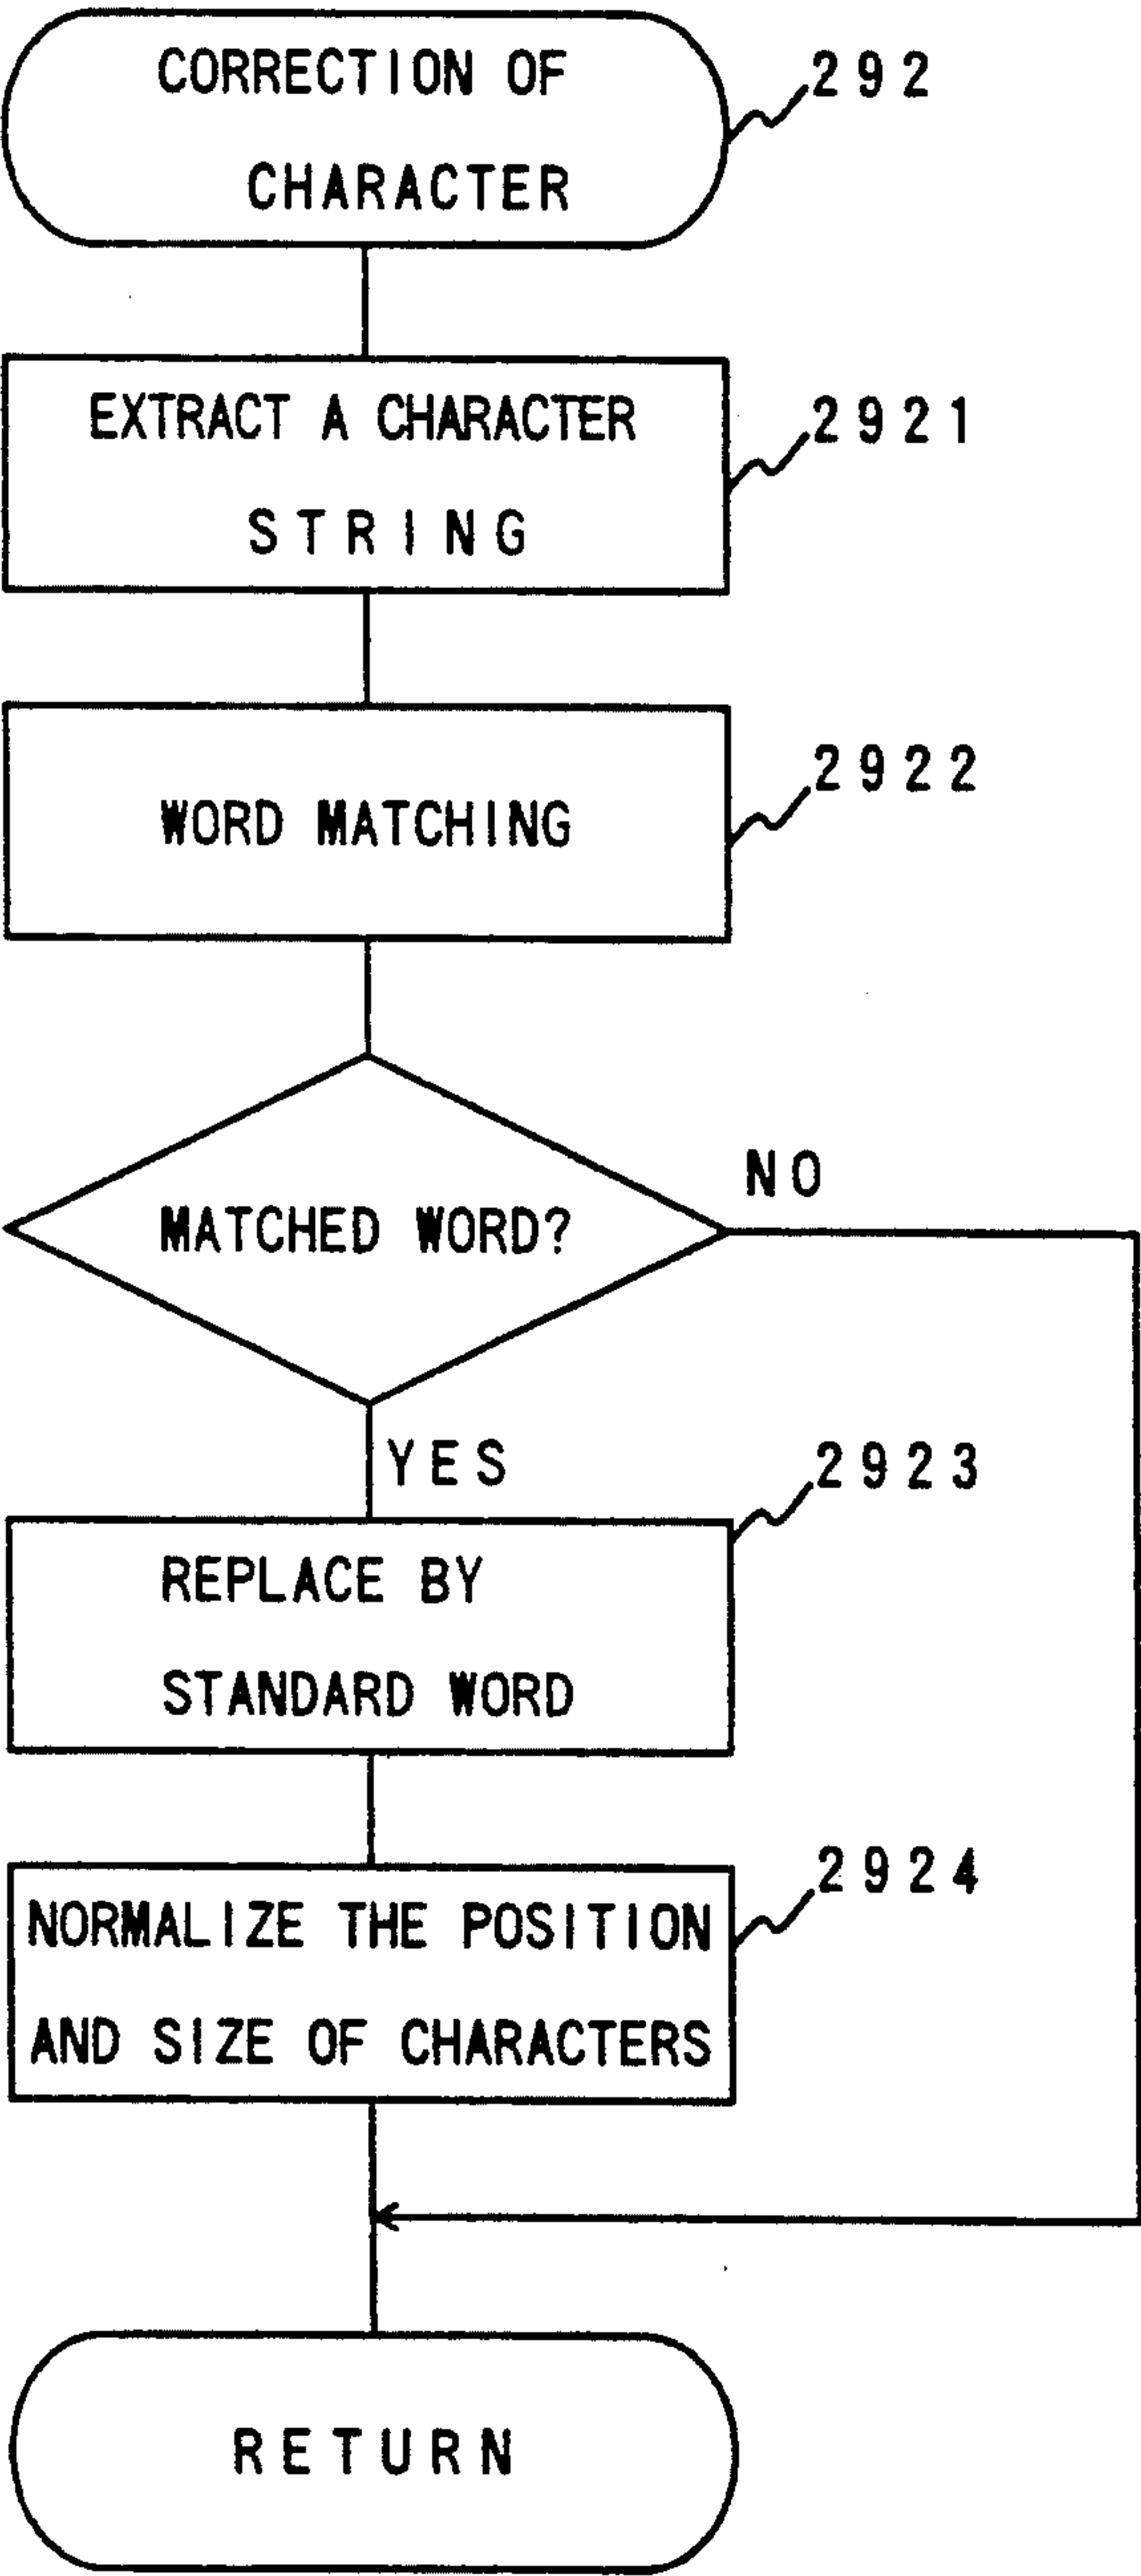 CORRECTION OF
CHARACTER
292
EXTRACT A CHARACTER
STRING
2921
WORD MATCHING
2922
MATCHED WORD?
NO
YES
2923
REPLACE BY
STANDARD WORD
2924
NORMALIZE THE POSITION
AND SIZE OF CHARACTERS
RETURN